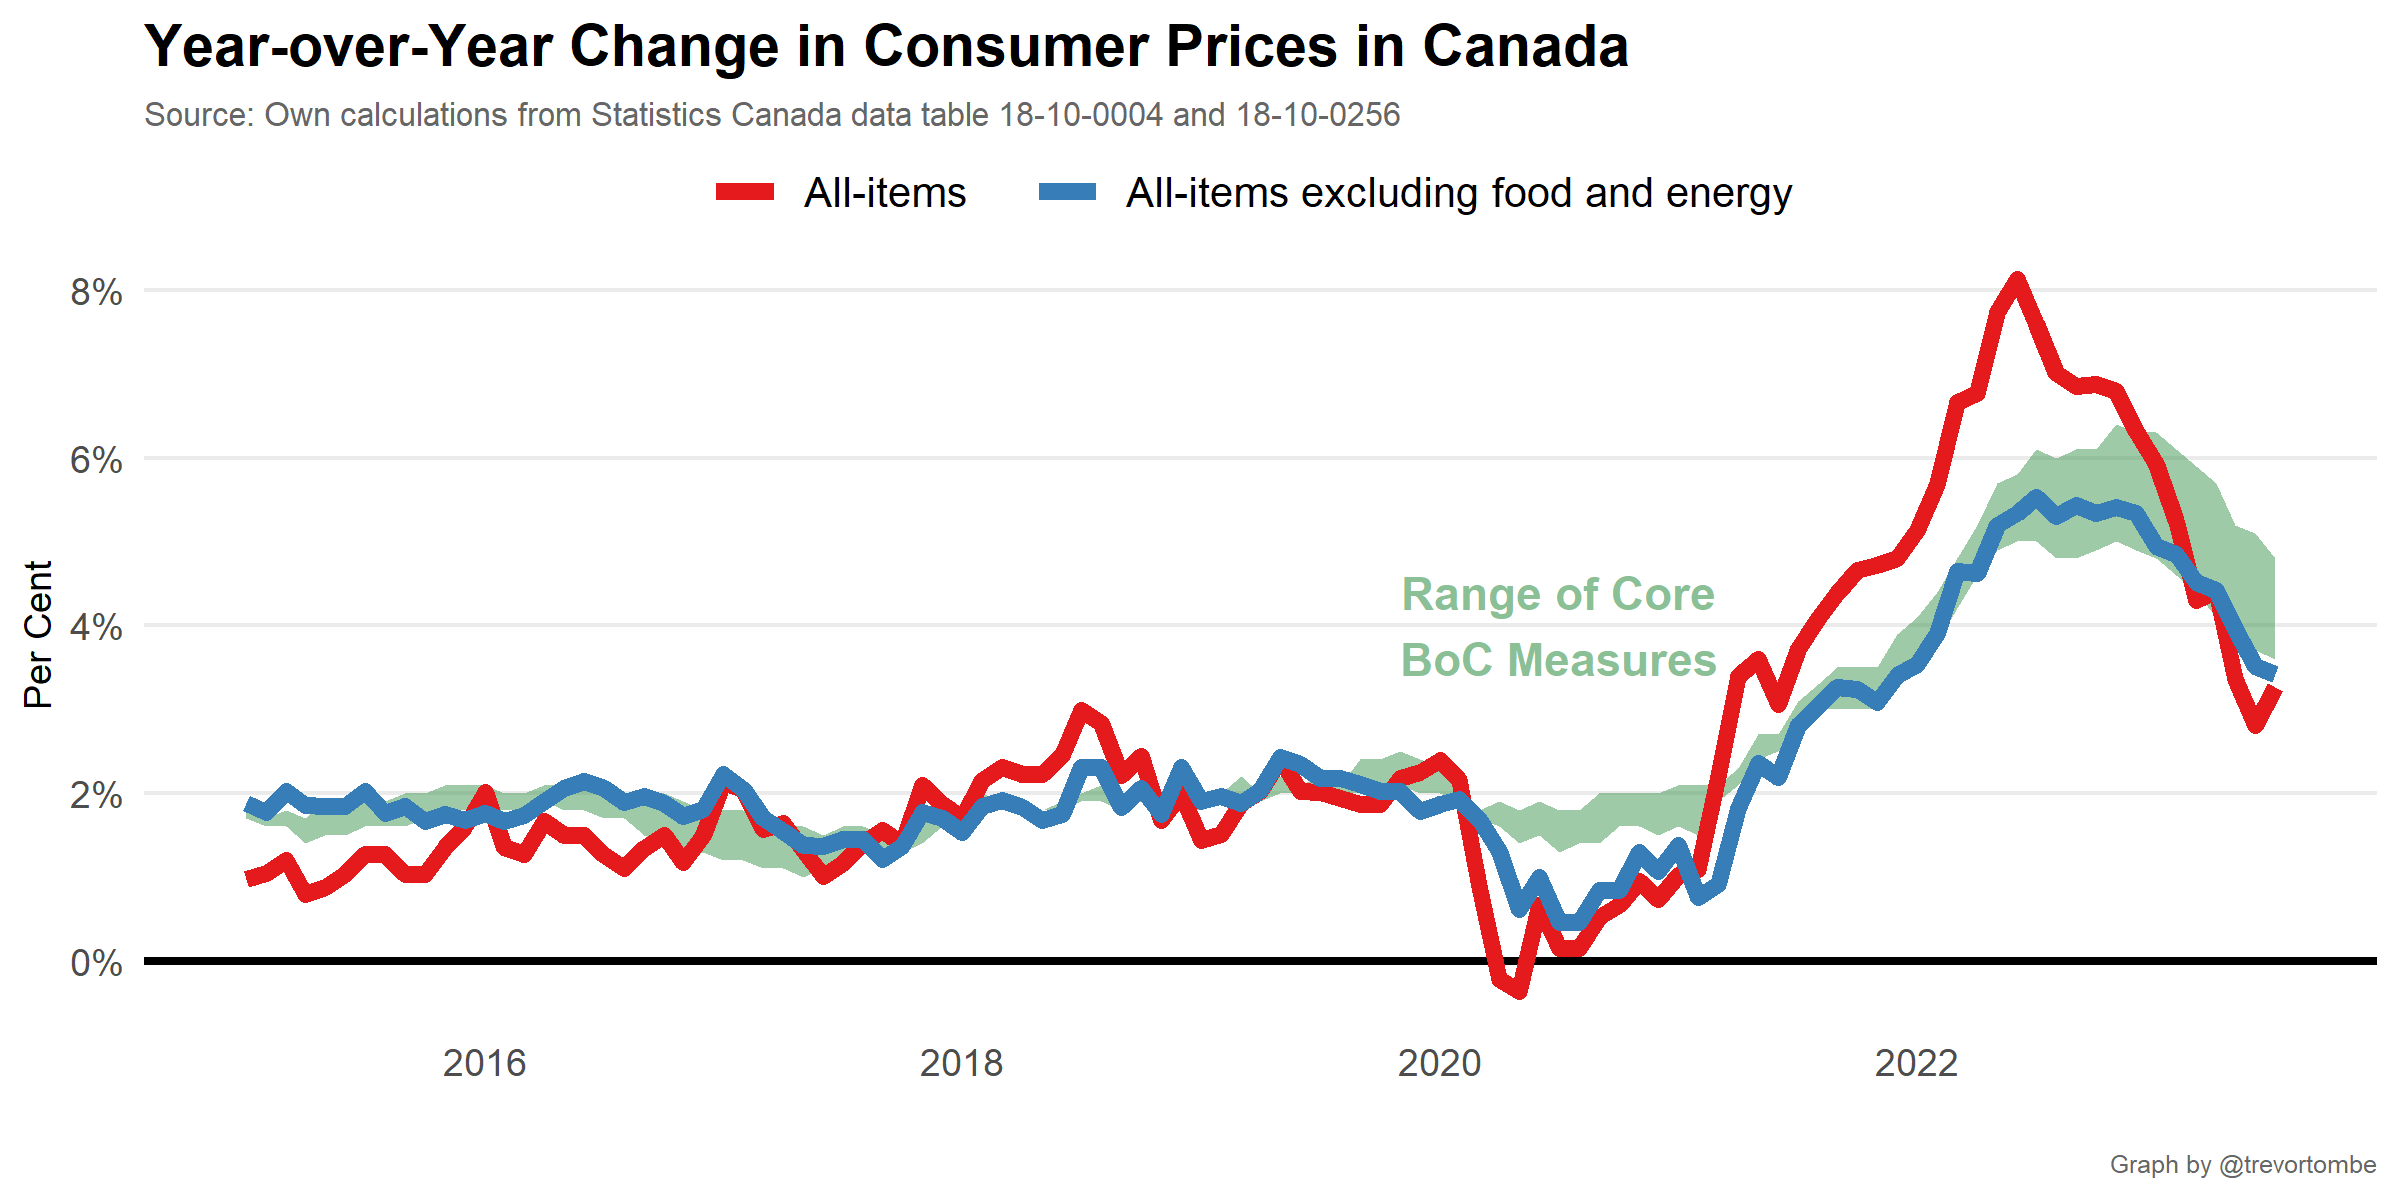 Year-over-Year Change in Consumer Prices in Canada
Source: Own calculations from Statistics Canada data table 18-10-0004 and 18-10-0256
All-items
All-items excluding food and energy
Per Cent
8%
6%
4%
2%
0%
Range of Core
BoC Measures
2016
2018
2020
2022
Graph by @trevortombe